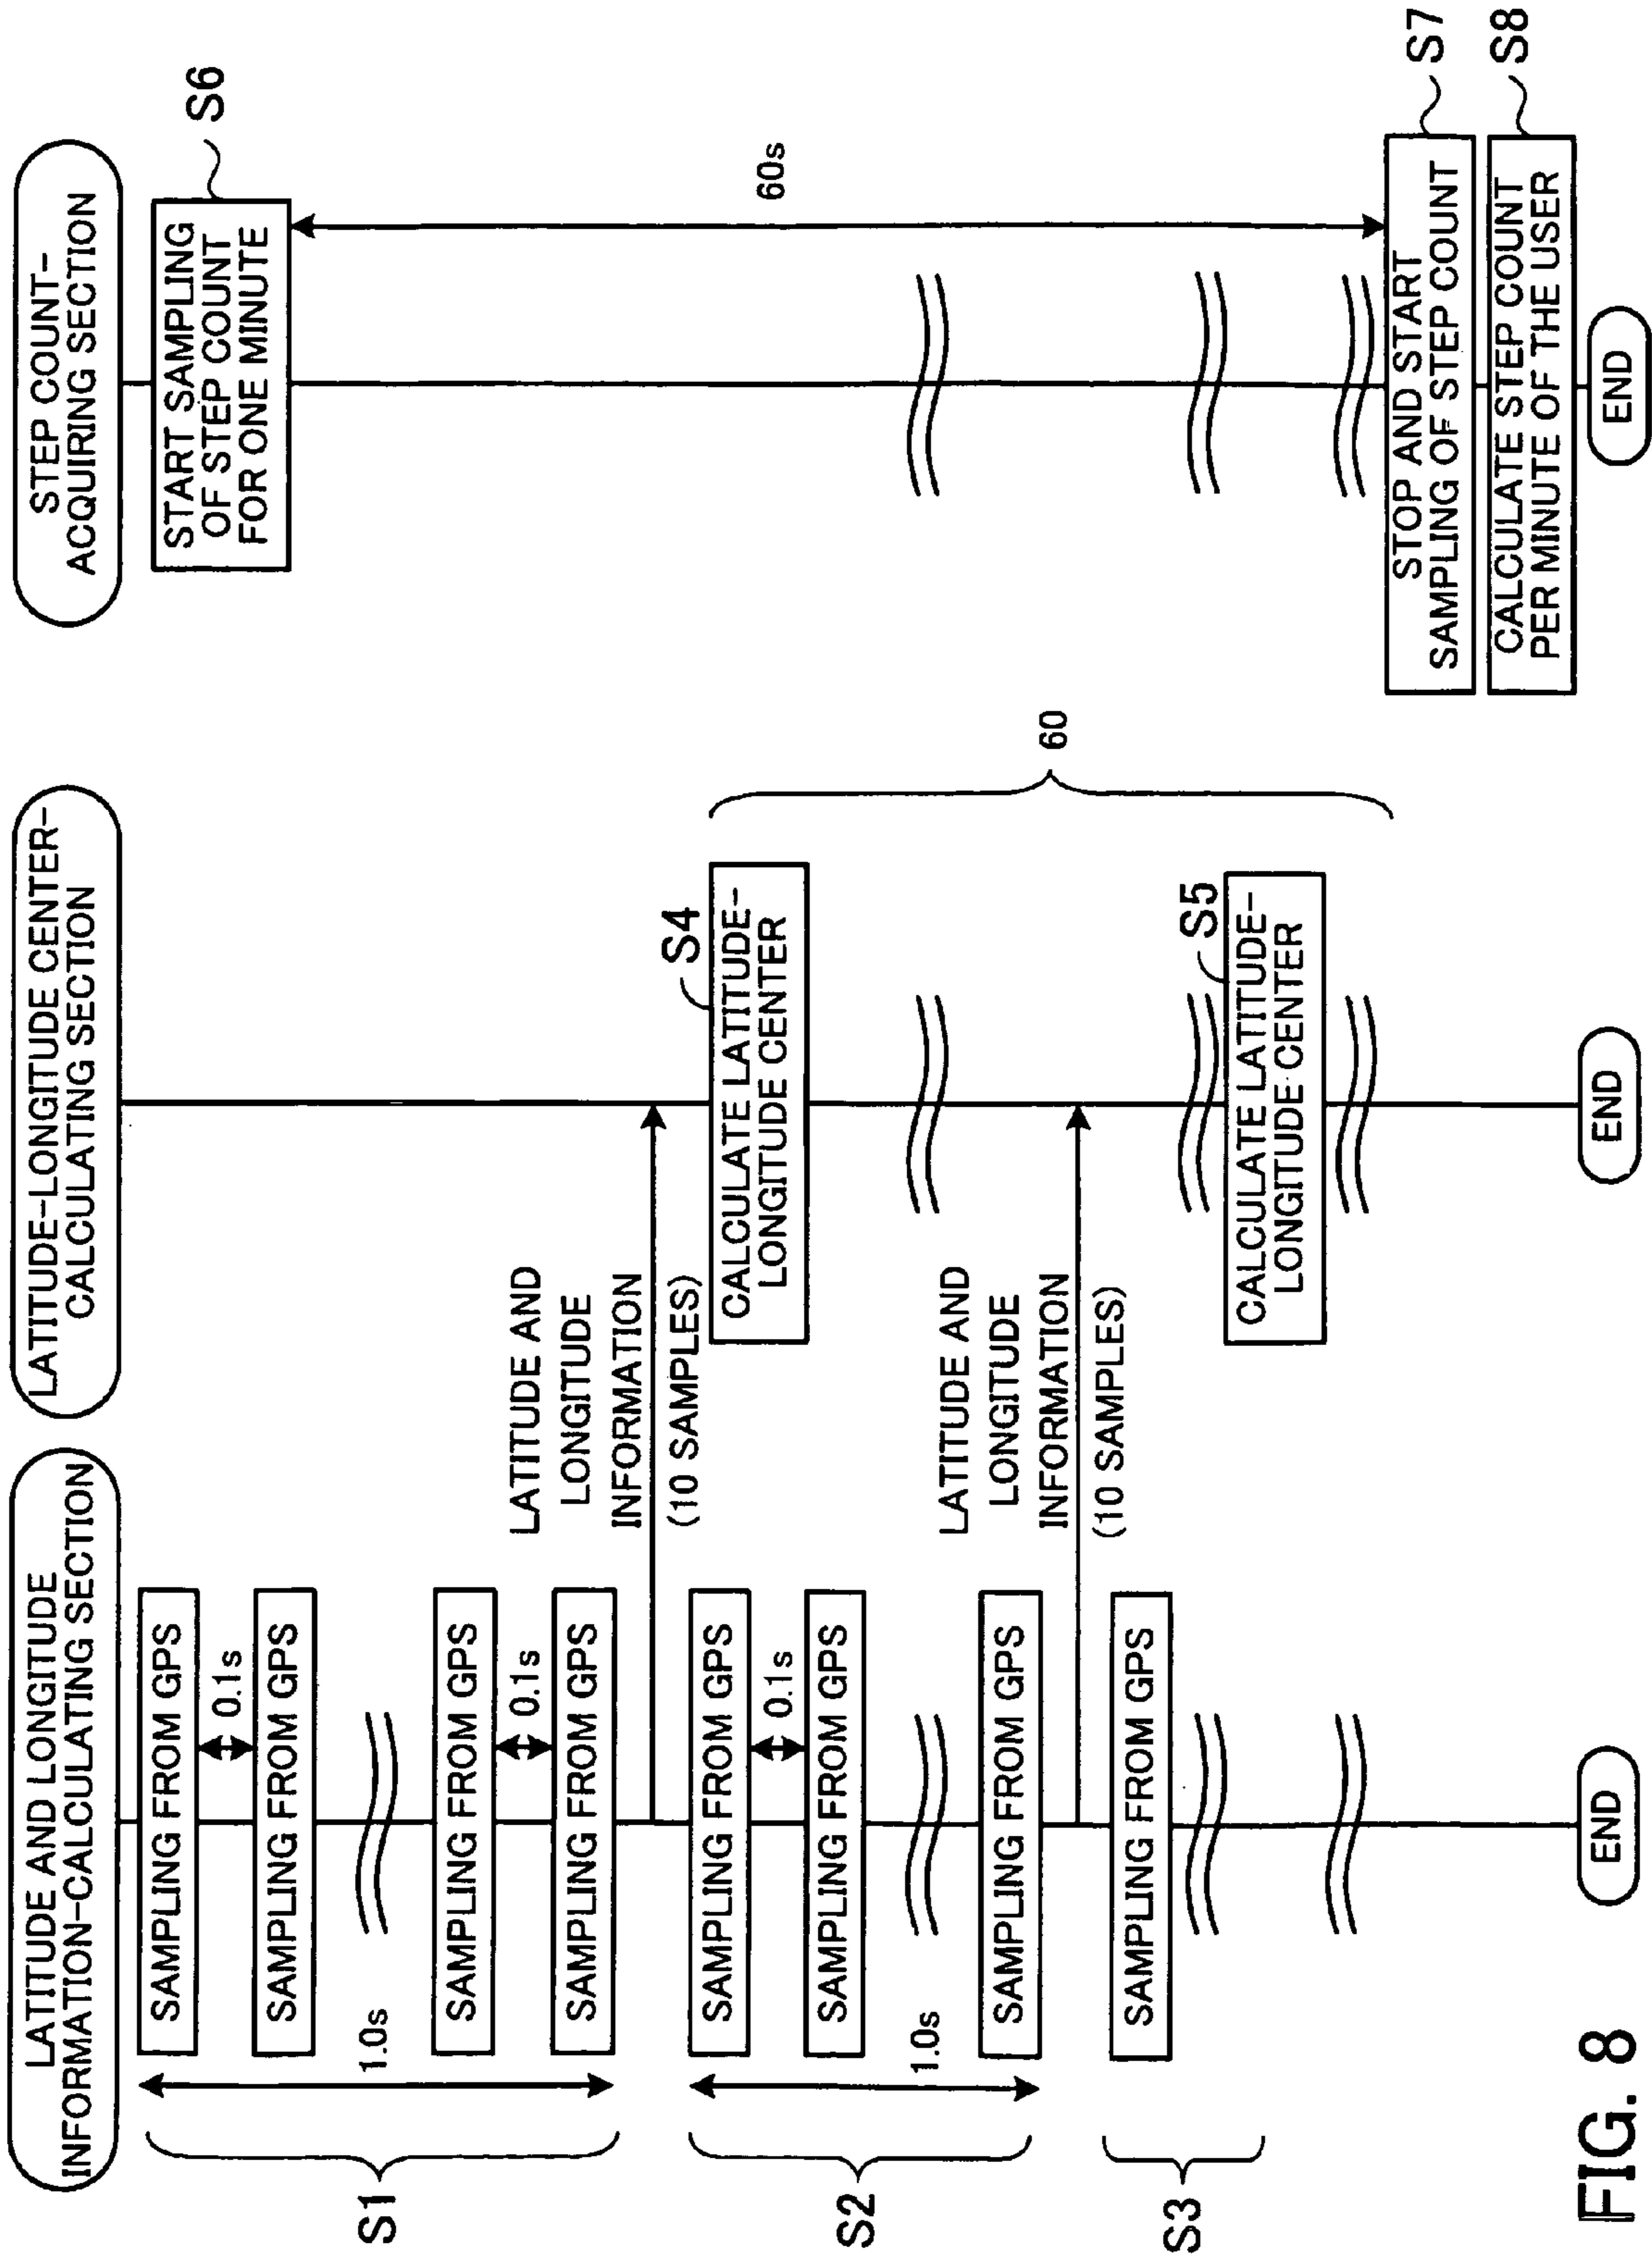 LATITUDE AND LONGITUDE
INFORMATION-CALCULATING SECTION
SAMPLING FROM GPS
0.1s
SAMPLING FROM GPS
1.0s
SAMPLING FROM GPS
0.1s
SAMPLING FROM GPS
S1
SAMPLING FROM GPS
0.1s
SAMPLING FROM GPS
1.0s
SAMPLING FROM GPS
S2
SAMPLING FROM GPS
S3
END
LATITUDE AND
LONGITUDE
INFORMATION
(10 SAMPLES)
LATITUDE AND
LONGITUDE
INFORMATION
(10 SAMPLES)
LATITUDE-LONGITUDE CENTER-
CALCULATING SECTION
S4
CALCULATE LATITUDE-
LONGITUDE CENTER
S5
CALCULATE LATITUDE-
LONGITUDE CENTER
60
END
STEP COUNT-
ACQUIRING SECTION
S6
START SAMPLING
OF STEP COUNT
FOR ONE MINUTE
60s
S7
STOP AND START
SAMPLING OF STEP COUNT
S8
CALCULATE STEP COUNT
PER MINUTE OF THE USER
END
FIG. 8